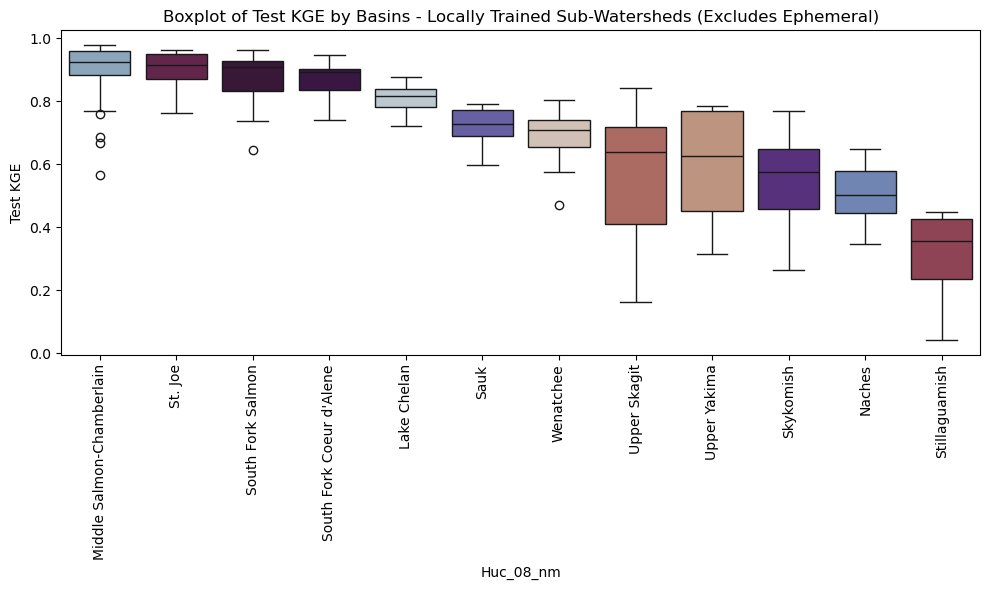 Boxplot of Test KGE by Basins - Locally Trained Sub-Watersheds (Excludes Ephemeral)
Test KGE
1.0
0.8
0.6
0.4
0.2
0.0
Middle Salmon-Chamberlain
St. Joe
South Fork Salmon
South Fork Coeur d'Alene
Lake Chelan
Sauk
Wenatchee
Upper Skagit
Upper Yakima
Skykomish
Naches
Stillaguamish
Huc_08_nm